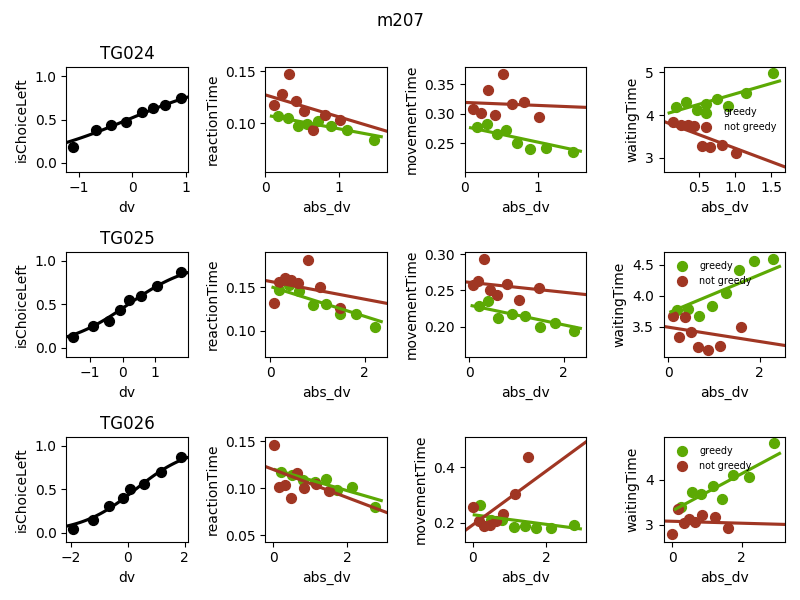 m207
TG024
isChoiceLeft
1.0
0.5
0.0
−1
0
1
dv
reactionTime
0.15
0.10
0
1
abs_dv
movementTime
0.35
0.30
0.25
0
1
abs_dv
waitingTime
5
4
3
0.5
1.0
1.5
abs_dv
greedy
not greedy
TG025
isChoiceLeft
1.0
0.5
0.0
−1
0
1
dv
reactionTime
0.15
0.10
0
2
abs_dv
movementTime
0.30
0.25
0.20
0
2
abs_dv
waitingTime
4.5
4.0
3.5
0
2
abs_dv
greedy
not greedy
TG026
isChoiceLeft
1.0
0.5
0.0
−2
0
2
dv
reactionTime
0.15
0.10
0.05
0
2
abs_dv
movementTime
0.4
0.2
0
2
abs_dv
waitingTime
4
3
0
2
abs_dv
greedy
not greedy